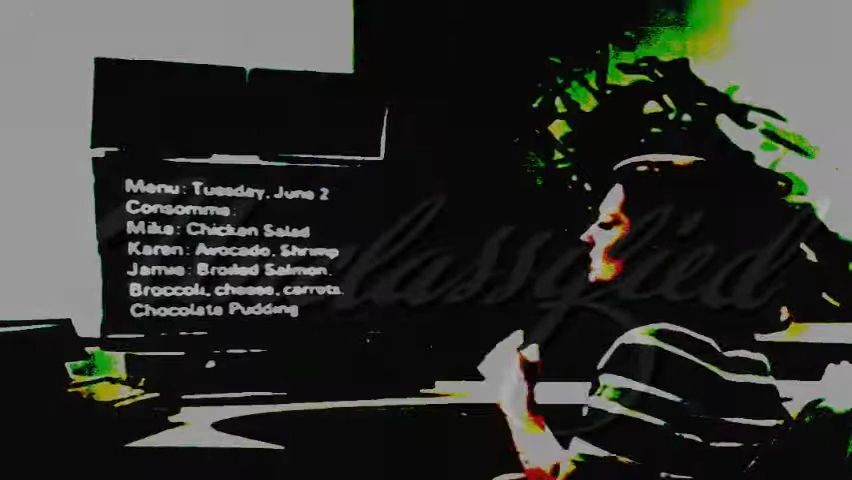 Menu: Tuesday, June 2
Consomme:
Mike: Chicken Salad
Karen: Avocado, Shrimp
Jamie: Broiled Salmon.
Broccoli, cheese, carrots.
Chocolate Pudding
Classified